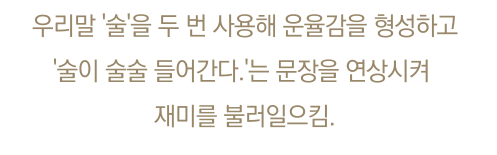 우리말 '술'을 두 번 사용해 운율감을 형성하고
'술이 술술 들어간다.'는 문장을 연상시켜
재미를 불러일으킴.